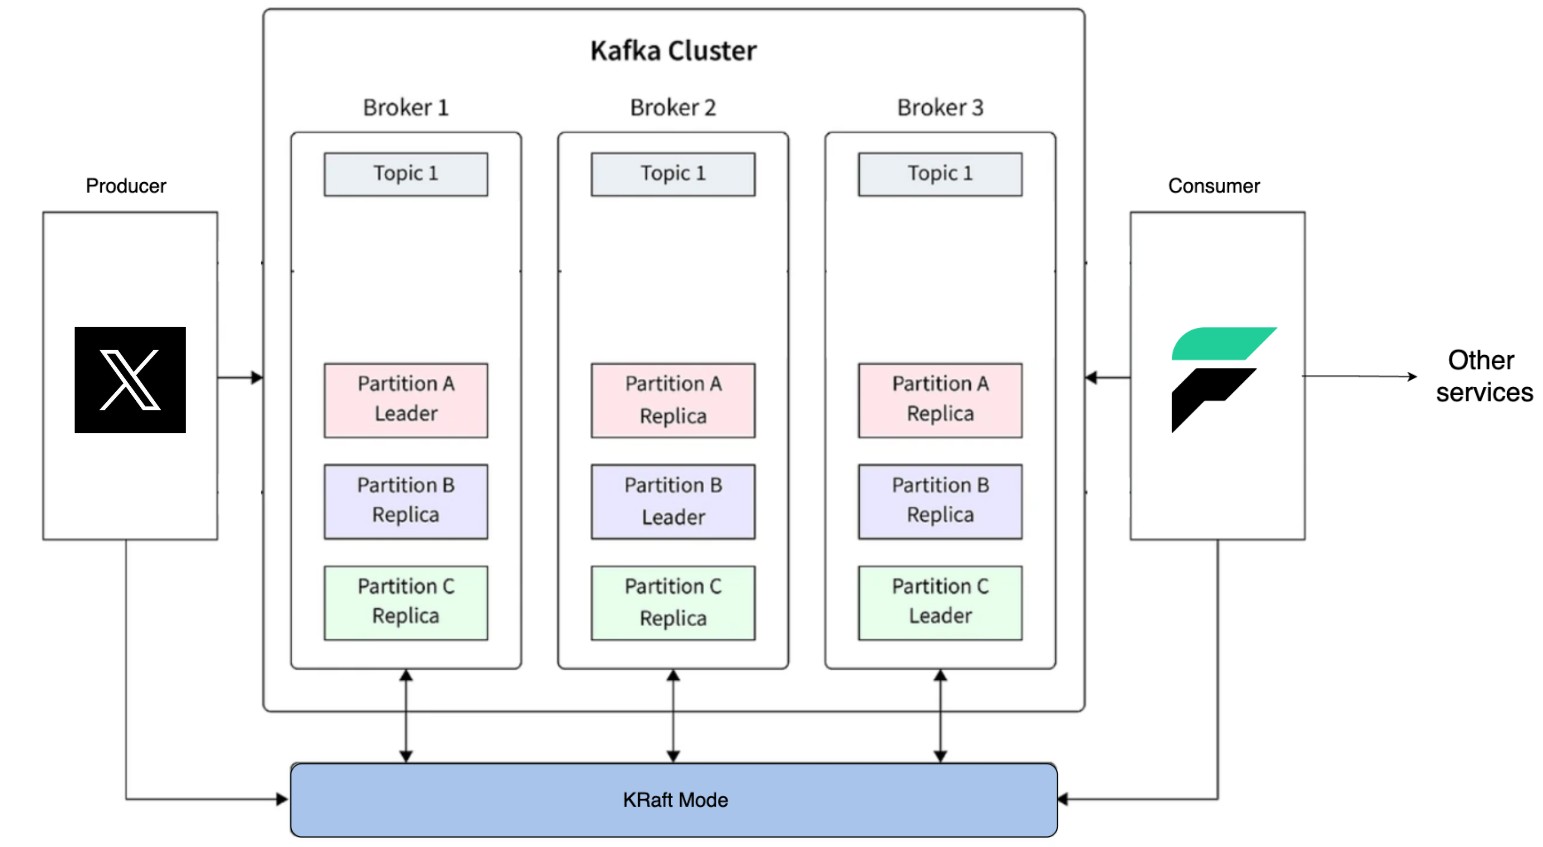 Kafka Cluster
Broker 1
Broker 2
Broker 3
Topic 1
Topic 1
Topic 1
Producer
Consumer
Partition A
Leader
Partition A
Replica
Partition A
Replica
Other
services
Partition B
Replica
Partition B
Leader
Partition B
Replica
Partition C
Replica
Partition C
Replica
Partition C
Leader
KRaft Mode